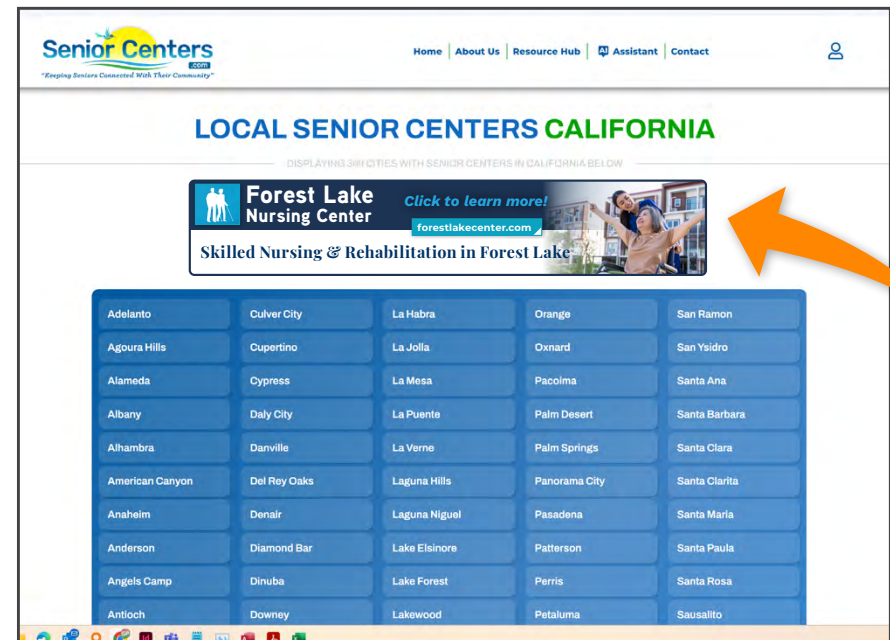 Senior Centers
.COM
"Keeping Seniors Connected With Their Community"
Home About Us Resource Hub AI Assistant Contact
LOCAL SENIOR CENTERS CALIFORNIA
DISPLAYING CITIES WITH SENIOR CENTERS IN CALIFORNIA BELOW
Forest Lake
Nursing Center
Click to learn more!
forestlakecenter.com
Skilled Nursing & Rehabilitation in Forest Lake
Adelanto Culver City La Habra Orange San Ramon
Agoura Hills Cupertino La Jolla Oxnard San Ysidro
Alameda Cypress La Mesa Pacoima Santa Ana
Albany Daly City La Puente Palm Desert Santa Barbara
Alhambra Danville La Verne Palm Springs Santa Clara
American Canyon Del Rey Oaks Laguna Hills Panorama City Santa Clarita
Anaheim Denair Laguna Niguel Pasadena Santa Maria
Anderson Diamond Bar Lake Elsinore Patterson Santa Paula
Angels Camp Dinuba Lake Forest Perris Santa Rosa
Antioch Downey Lakewood Petaluma Sausalito